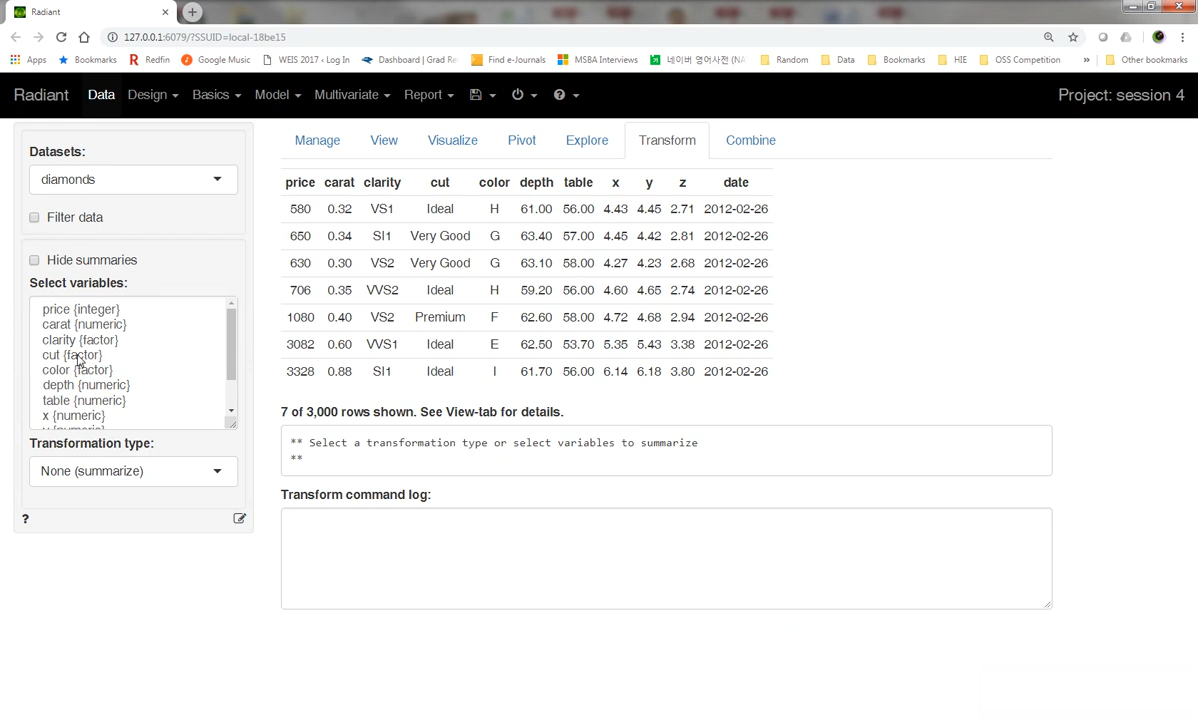 Radiant
127.0.0.1:6079/?SSUID=local-18be15
Apps Bookmarks Redfin Google Music WEIS 2017 ‹ Log In Dashboard | Grad Re Find e-Journals MSBA Interviews 네이버 영어사전 (NA Random Data Bookmarks HIE OSS Competition » Other bookmarks
Radiant Data Design Basics Model Multivariate Report Project: session 4
Datasets:
diamonds
Filter data
Hide summaries
Select variables:
price {integer}
carat {numeric}
clarity {factor}
cut {factor}
color {factor}
depth {numeric}
table {numeric}
x {numeric}
y {numeric}
Transformation type:
None (summarize)
?
Manage View Visualize Pivot Explore Transform Combine
price carat clarity cut color depth table x y z date
580 0.32 VS1 Ideal H 61.00 56.00 4.43 4.45 2.71 2012-02-26
650 0.34 SI1 Very Good G 63.40 57.00 4.45 4.42 2.81 2012-02-26
630 0.30 VS2 Very Good G 63.10 58.00 4.27 4.23 2.68 2012-02-26
706 0.35 VVS2 Ideal H 59.20 56.00 4.60 4.65 2.74 2012-02-26
1080 0.40 VS2 Premium F 62.60 58.00 4.72 4.68 2.94 2012-02-26
3082 0.60 VVS1 Ideal E 62.50 53.70 5.35 5.43 3.38 2012-02-26
3328 0.88 SI1 Ideal I 61.70 56.00 6.14 6.18 3.80 2012-02-26
7 of 3,000 rows shown. See View-tab for details.
** Select a transformation type or select variables to summarize
**
Transform command log: